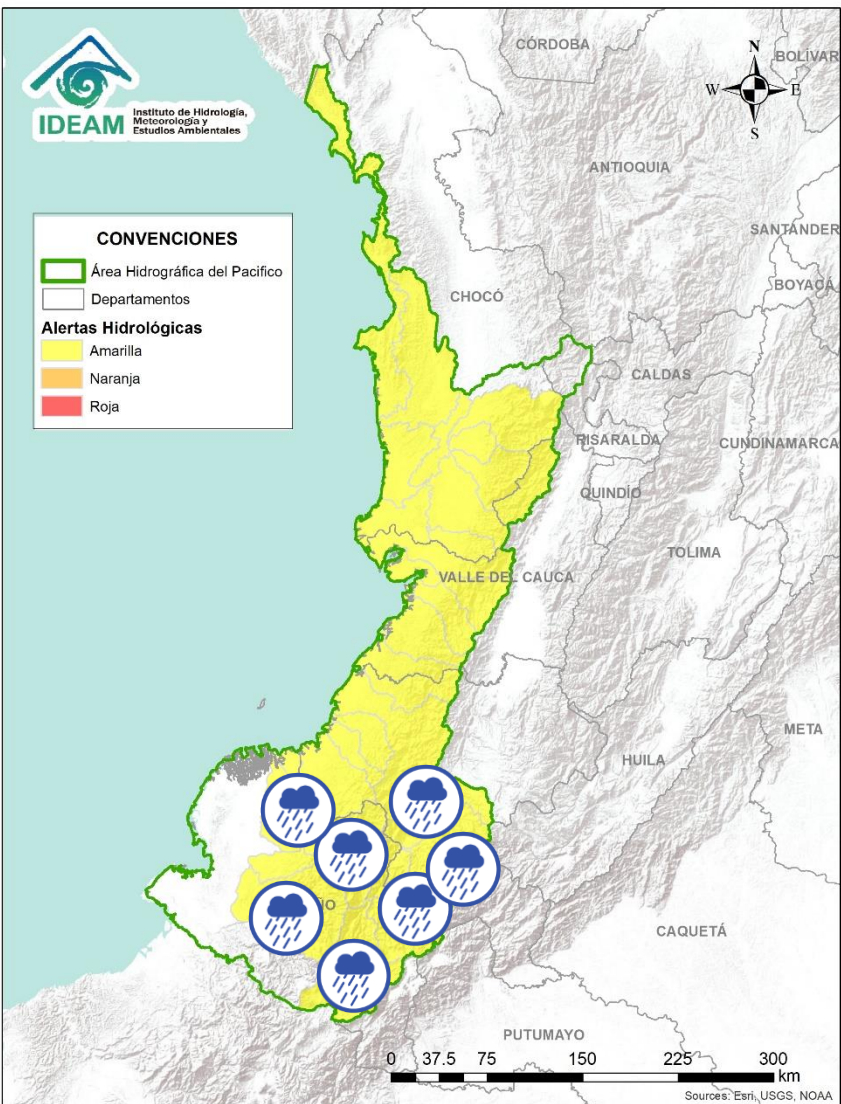 IDEAM
Instituto de Hidrología,
Meteorología y
Estudios Ambientales
CÓRDOBA
BOLÍVAR
N
W
E
S
ANTIOQUIA
SANTANDER
BOYACÁ
CONVENCIONES
Área Hidrográfica del Pacifico
Departamentos
Alertas Hidrológicas
Amarilla
Naranja
Roja
CHOCÓ
CALDAS
RISARALDA
CUNDINAMARCA
QUINDÍO
TOLIMA
VALLE DEL CAUCA
META
HUILA
CAQUETÁ
PUTUMAYO
0 37.5 75 150 225 300
km
Sources: Esri, USGS, NOAA